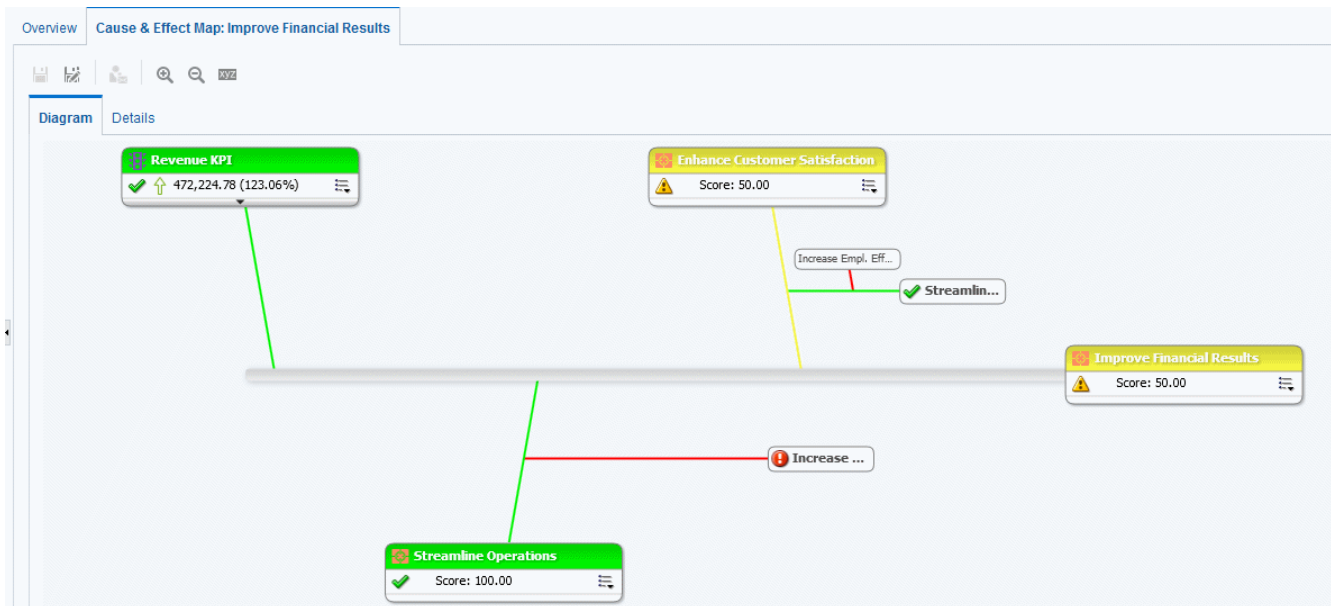 Overview
Cause & Effect Map: Improve Financial Results
xyz
Diagram
Details
Revenue KPI
472,224.78 (123.06%)
Enhance Customer Satisfaction
Score: 50.00
Increase Empl. Eff...
Streamlin...
Improve Financial Results
Score: 50.00
Increase ...
Streamline Operations
Score: 100.00